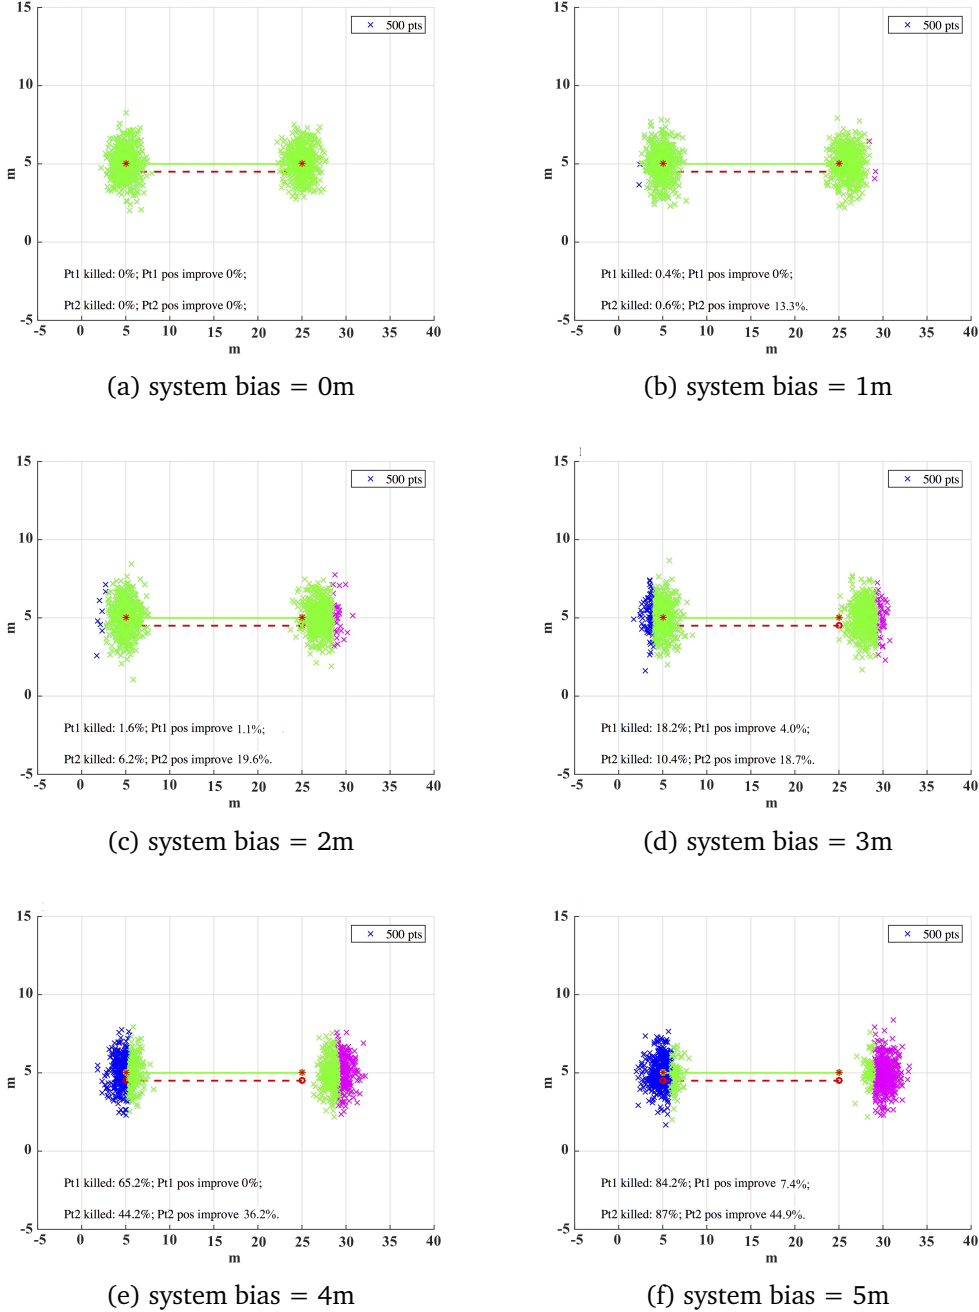 15
10
5
0
-5
m
500 pts
Pt1 killed: 0%; Pt1 pos improve 0%;
Pt2 killed: 0%; Pt2 pos improve 0%;
-5 0 5 10 15 20 25 30 35 40
m
(a) system bias = 0m
15
10
5
0
-5
m
500 pts
Pt1 killed: 0.4%; Pt1 pos improve 0%;
Pt2 killed: 0.6%; Pt2 pos improve 13.3%.
-5 0 5 10 15 20 25 30 35 40
m
(b) system bias = 1m
15
10
5
0
-5
m
500 pts
Pt1 killed: 1.6%; Pt1 pos improve 1.1%;
Pt2 killed: 6.2%; Pt2 pos improve 19.6%.
-5 0 5 10 15 20 25 30 35 40
m
(c) system bias = 2m
15
10
5
0
-5
m
500 pts
Pt1 killed: 18.2%; Pt1 pos improve 4.0%;
Pt2 killed: 10.4%; Pt2 pos improve 18.7%.
-5 0 5 10 15 20 25 30 35 40
m
(d) system bias = 3m
15
10
5
0
-5
m
500 pts
Pt1 killed: 65.2%; Pt1 pos improve 0%;
Pt2 killed: 44.2%; Pt2 pos improve 36.2%.
-5 0 5 10 15 20 25 30 35 40
m
(e) system bias = 4m
15
10
5
0
-5
m
500 pts
Pt1 killed: 84.2%; Pt1 pos improve 7.4%;
Pt2 killed: 87%; Pt2 pos improve 44.9%.
-5 0 5 10 15 20 25 30 35 40
m
(f) system bias = 5m